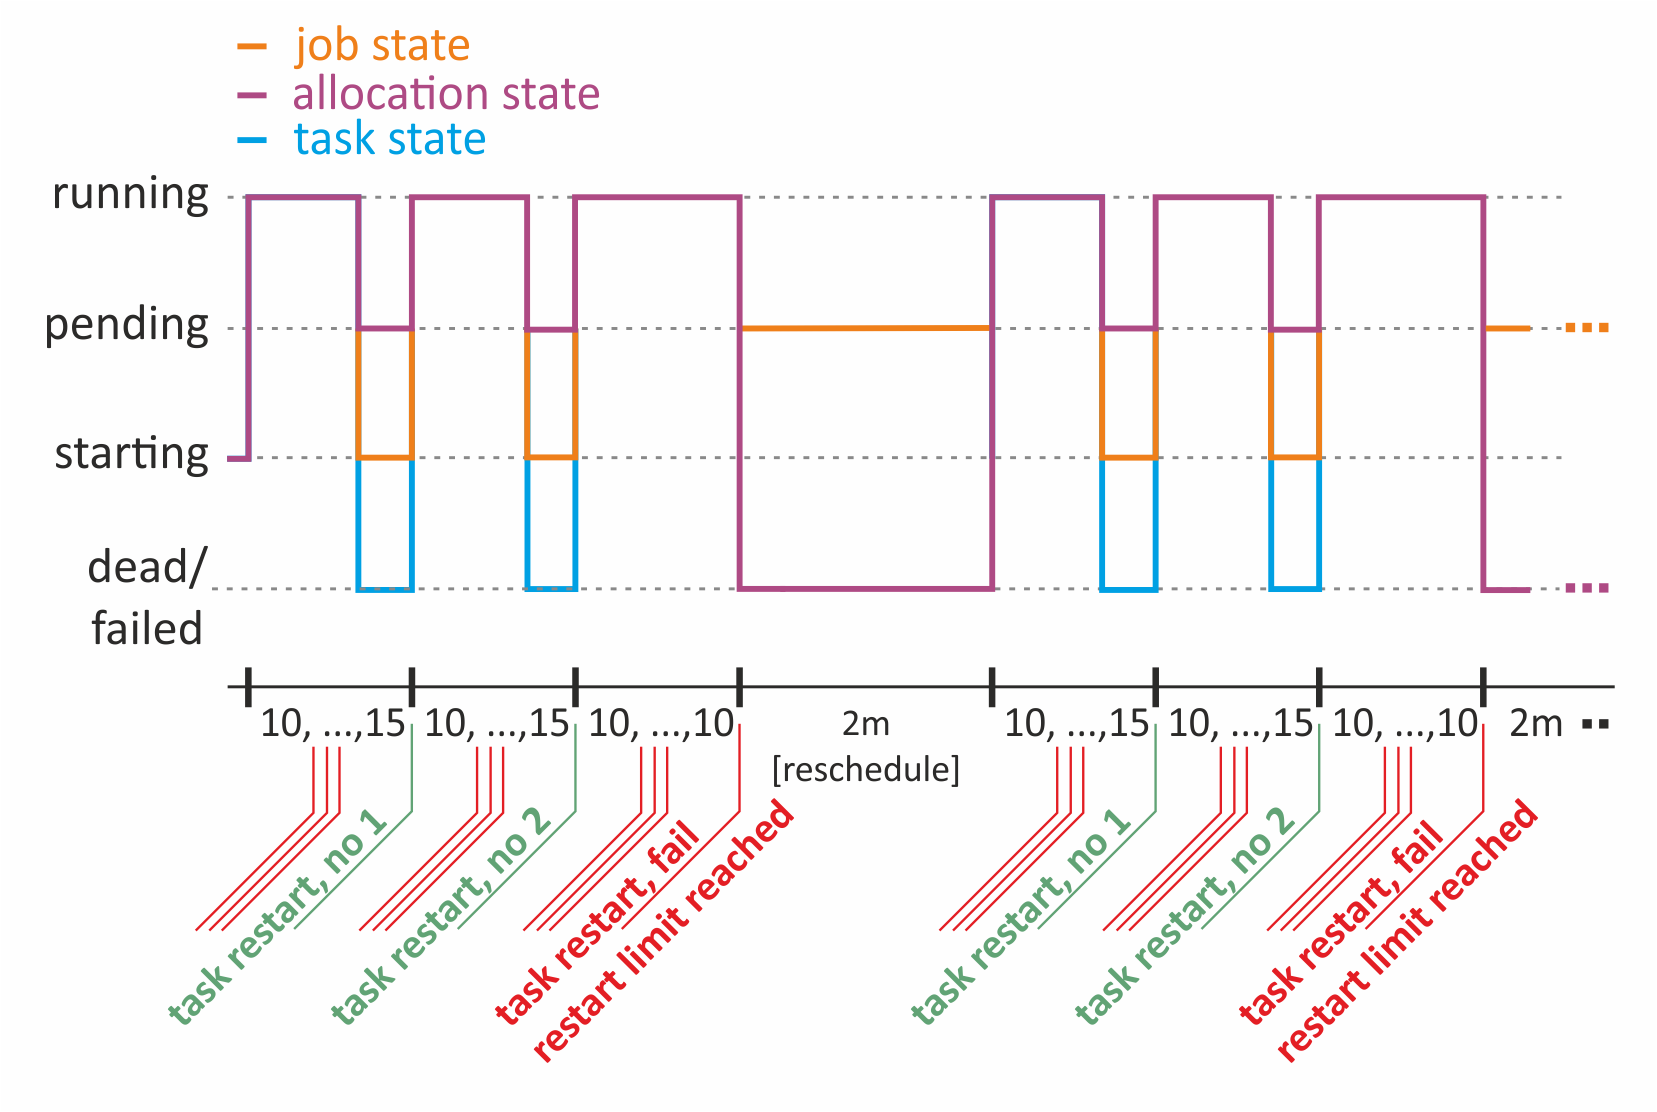 job state
allocation state
task state
running
pending
starting
dead/
failed
10, ...,15 10, ...,15 10, ...,10 2m 10, ...,15 10, ...,15 10, ...,10 2m
[reschedule]
task restart, no 1
task restart, no 2
task restart, fail
restart limit reached
task restart, no 1
task restart, no 2
task restart, fail
restart limit reached